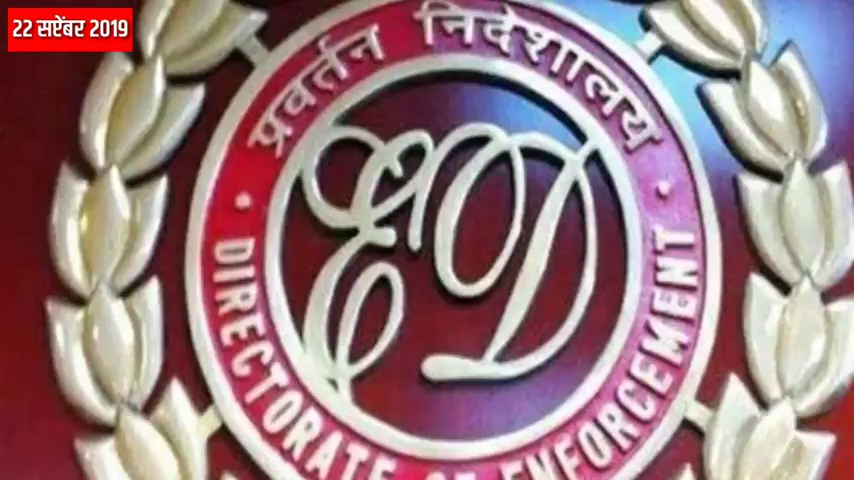 22 सप्टेंबर 2019
प्रवर्तन निदेशालय
ED
DIRECTORATE OF ENFORCEMENT